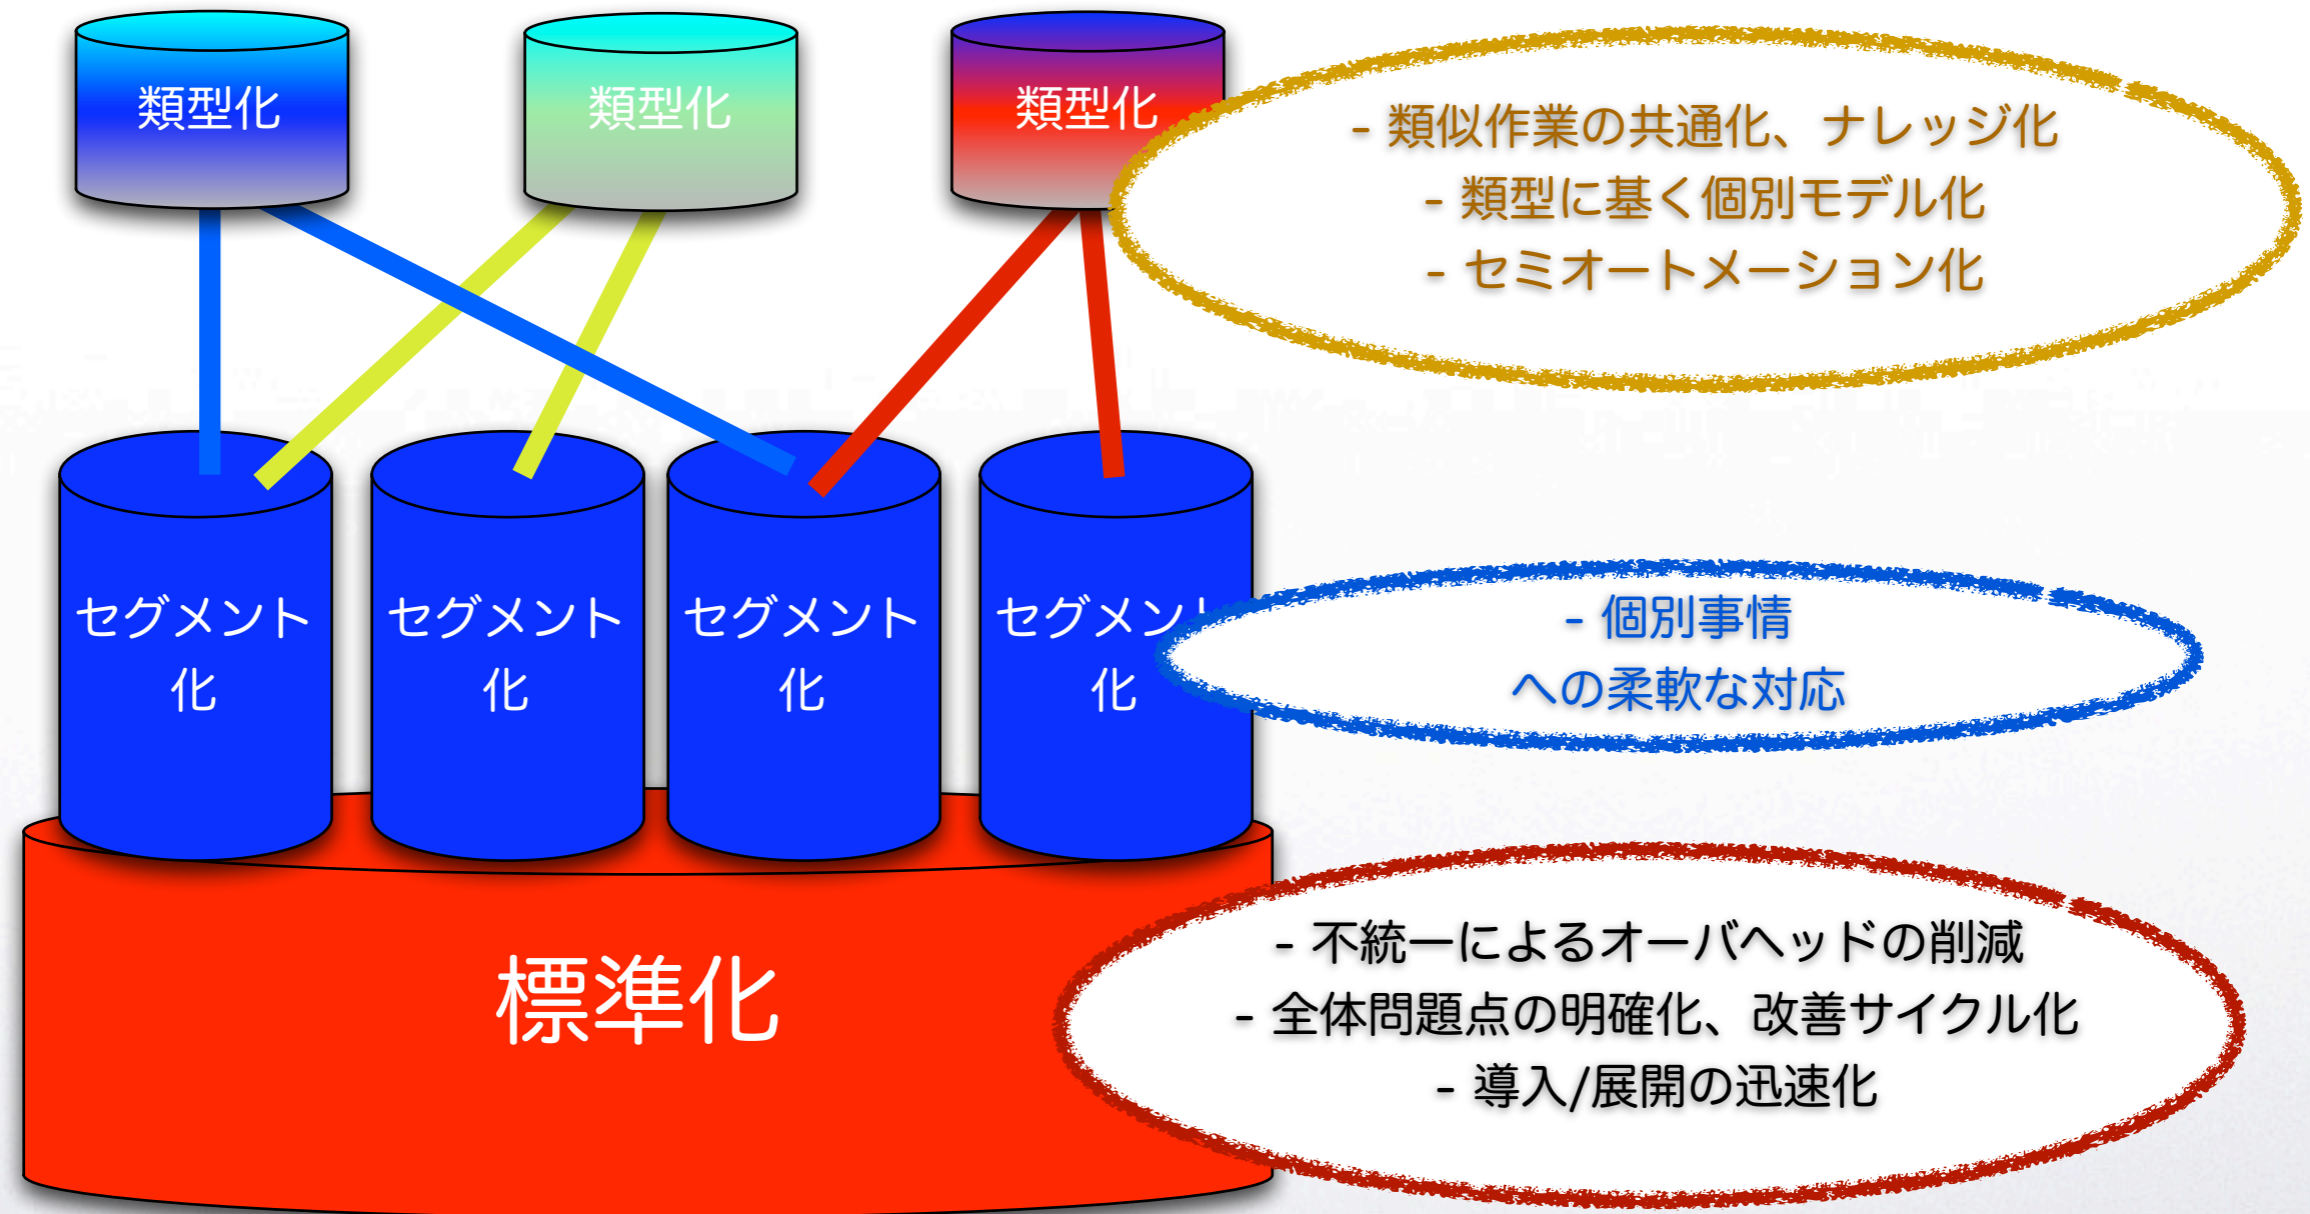 類型化
類型化
類型化
- 類似作業の共通化、ナレッジ化
- 類型に基く個別モデル化
- セミオートメーション化
セグメント
化
セグメント
化
セグメント
化
セグメント
化
- 個別事情
への柔軟な対応
標準化
- 不統一によるオーバヘッドの削減
- 全体問題点の明確化、改善サイクル化
- 導入/展開の迅速化